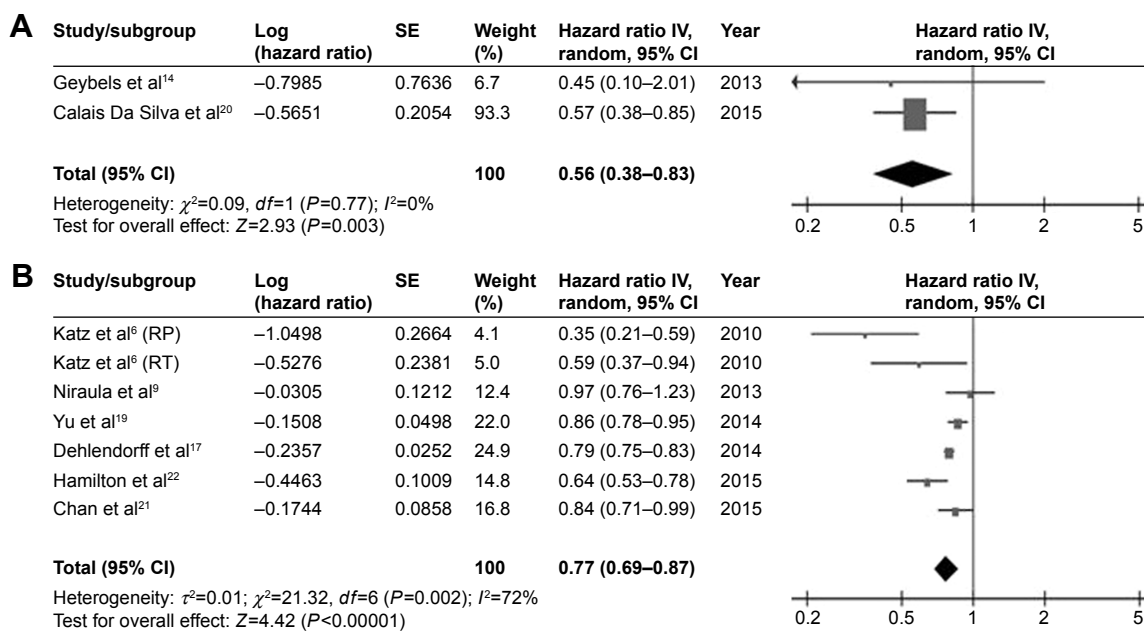 A
Study/subgroup Log (hazard ratio) SE Weight (%) Hazard ratio IV, random, 95% CI Year Hazard ratio IV, random, 95% CI
Geybels et al14 –0.7985 0.7636 6.7 0.45 (0.10–2.01) 2013
Calais Da Silva et al20 –0.5651 0.2054 93.3 0.57 (0.38–0.85) 2015
Total (95% CI) 100 0.56 (0.38–0.83)
Heterogeneity: χ2=0.09, df=1 (P=0.77); I2=0%
Test for overall effect: Z=2.93 (P=0.003)
0.2 0.5 1 2 5
B
Study/subgroup Log (hazard ratio) SE Weight (%) Hazard ratio IV, random, 95% CI Year Hazard ratio IV, random, 95% CI
Katz et al6 (RP) –1.0498 0.2664 4.1 0.35 (0.21–0.59) 2010
Katz et al6 (RT) –0.5276 0.2381 5.0 0.59 (0.37–0.94) 2010
Niraula et al9 –0.0305 0.1212 12.4 0.97 (0.76–1.23) 2013
Yu et al19 –0.1508 0.0498 22.0 0.86 (0.78–0.95) 2014
Dehlendorff et al17 –0.2357 0.0252 24.9 0.79 (0.75–0.83) 2014
Hamilton et al22 –0.4463 0.1009 14.8 0.64 (0.53–0.78) 2015
Chan et al21 –0.1744 0.0858 16.8 0.84 (0.71–0.99) 2015
Total (95% CI) 100 0.77 (0.69–0.87)
Heterogeneity: τ2=0.01; χ2=21.32, df=6 (P=0.002); I2=72%
Test for overall effect: Z=4.42 (P<0.00001)
0.2 0.5 1 2 5